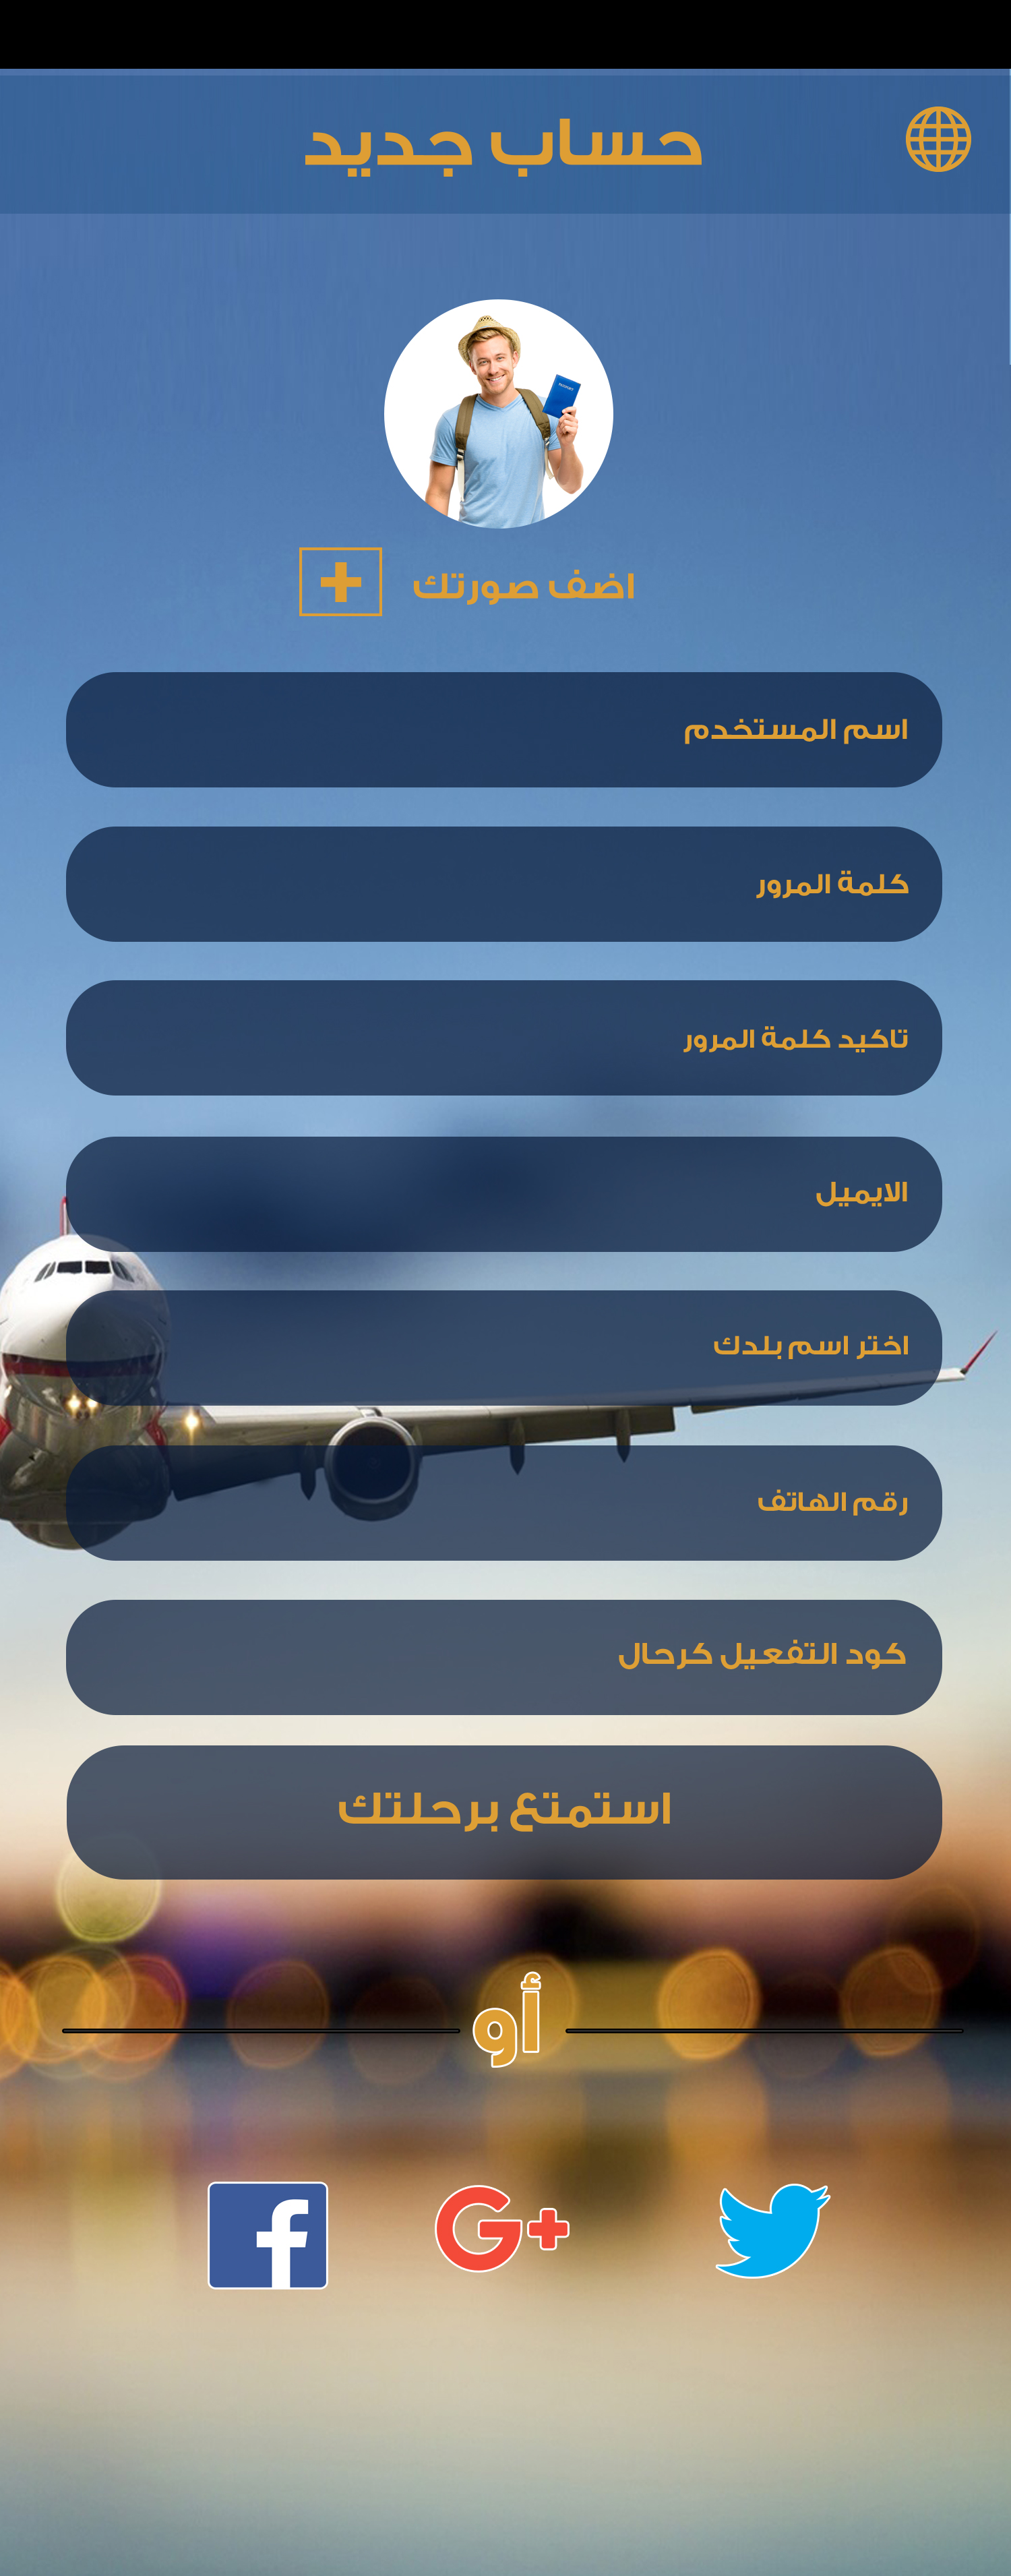 حساب جديد
اضف صورتك
اسم المستخدم
كلمة المرور
تاكيد كلمة المرور
الايميل
اختر اسم بلدك
رقم الهاتف
كود التفعيل كرحال
استمتع برحلتك
أو
G+